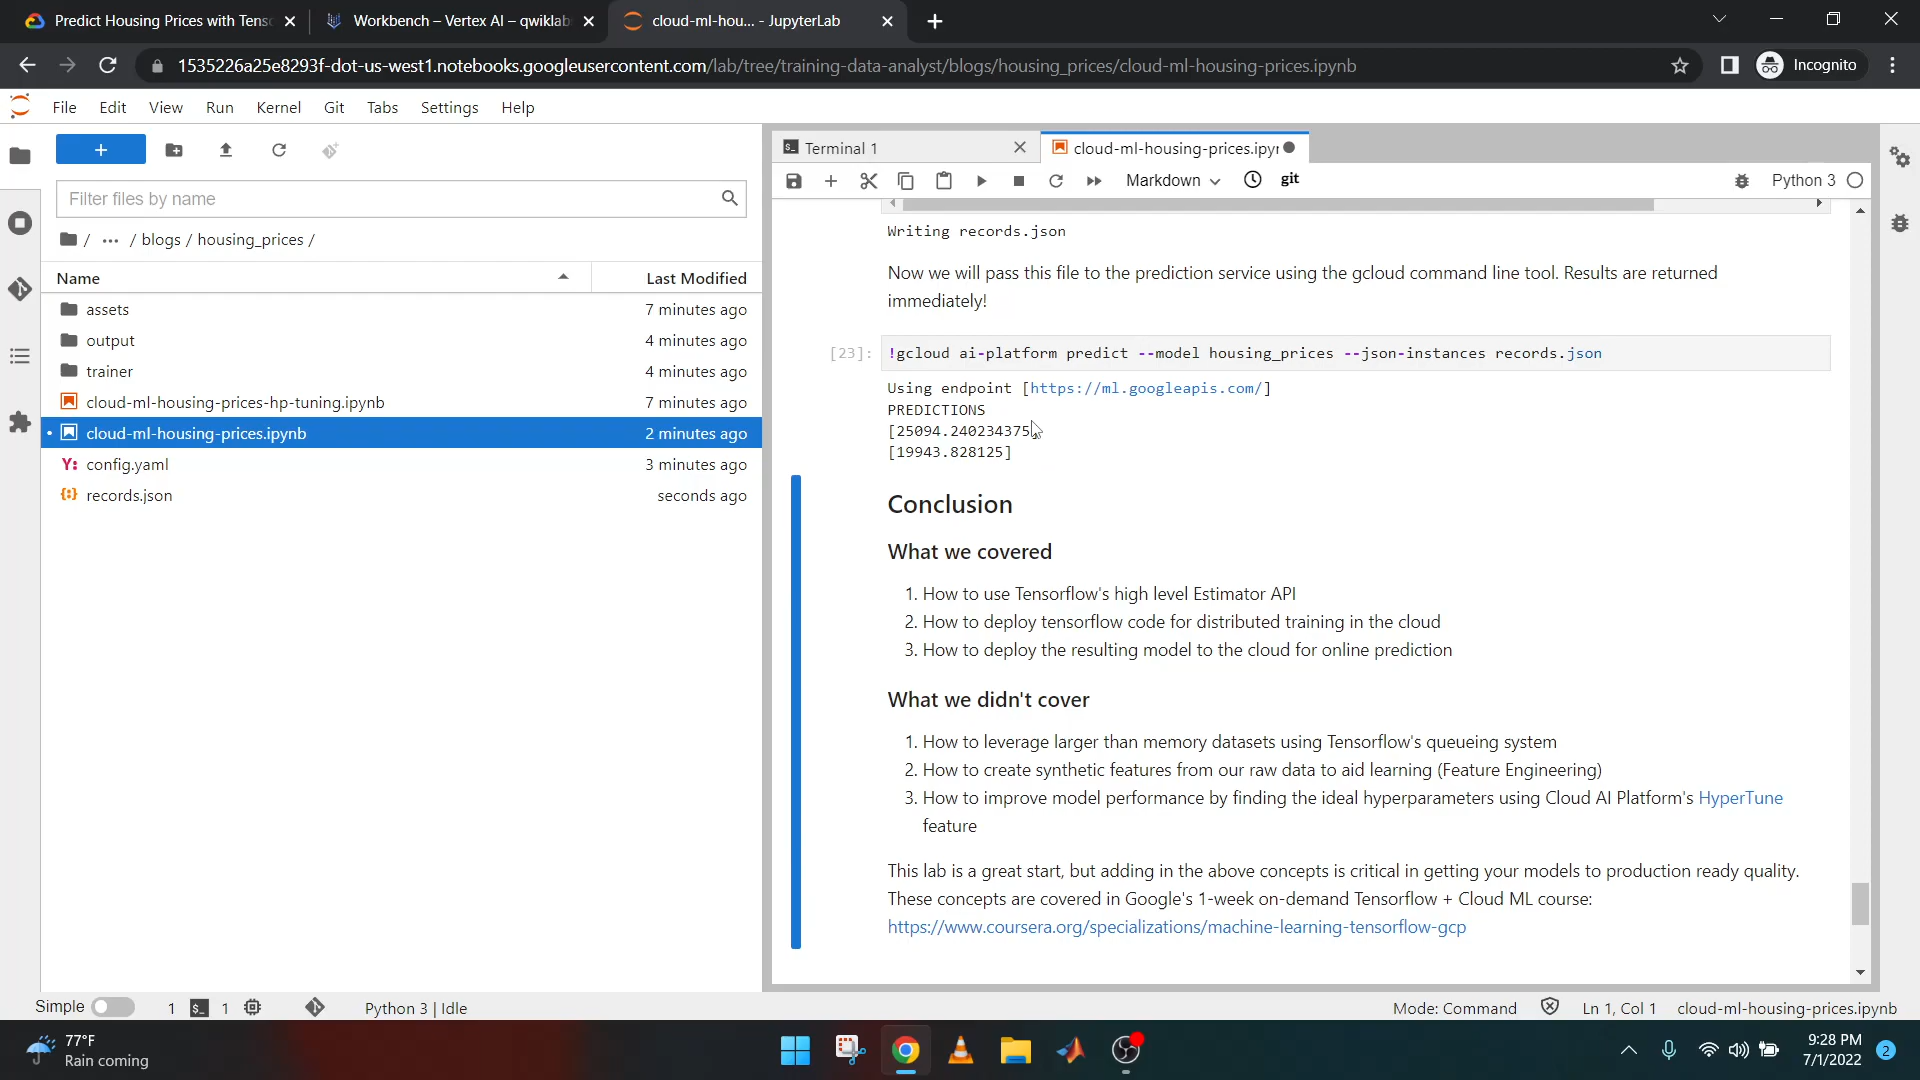 Predict Housing Prices with Tens
Workbench – Vertex AI – qwiklab
cloud-ml-hou... - JupyterLab
1535226a25e8293f-dot-us-west1.notebooks.googleusercontent.com/lab/tree/training-data-analyst/blogs/housing_prices/cloud-ml-housing-prices.ipynb
Incognito
File Edit View Run Kernel Git Tabs Settings Help
Filter files by name
/ ... / blogs / housing_prices /
Name Last Modified
assets 7 minutes ago
output 4 minutes ago
trainer 4 minutes ago
cloud-ml-housing-prices-hp-tuning.ipynb 7 minutes ago
cloud-ml-housing-prices.ipynb 2 minutes ago
Y: config.yaml 3 minutes ago
{:} records.json seconds ago
Terminal 1
cloud-ml-housing-prices.ipyr
Markdown
git
Python 3
Writing records.json
Now we will pass this file to the prediction service using the gcloud command line tool. Results are returned
immediately!
[23]: !gcloud ai-platform predict --model housing_prices --json-instances records.json
Using endpoint [https://ml.googleapis.com/]
PREDICTIONS
[25094.240234375
[19943.828125]
Conclusion
What we covered
1. How to use Tensorflow's high level Estimator API
2. How to deploy tensorflow code for distributed training in the cloud
3. How to deploy the resulting model to the cloud for online prediction
What we didn't cover
1. How to leverage larger than memory datasets using Tensorflow's queueing system
2. How to create synthetic features from our raw data to aid learning (Feature Engineering)
3. How to improve model performance by finding the ideal hyperparameters using Cloud AI Platform's HyperTune
feature
This lab is a great start, but adding in the above concepts is critical in getting your models to production ready quality.
These concepts are covered in Google's 1-week on-demand Tensorflow + Cloud ML course:
https://www.coursera.org/specializations/machine-learning-tensorflow-gcp
Simple 1 1 Python 3 | Idle
Mode: Command Ln 1, Col 1 cloud-ml-housing-prices.ipynb
77°F
Rain coming
9:28 PM
7/1/2022
2